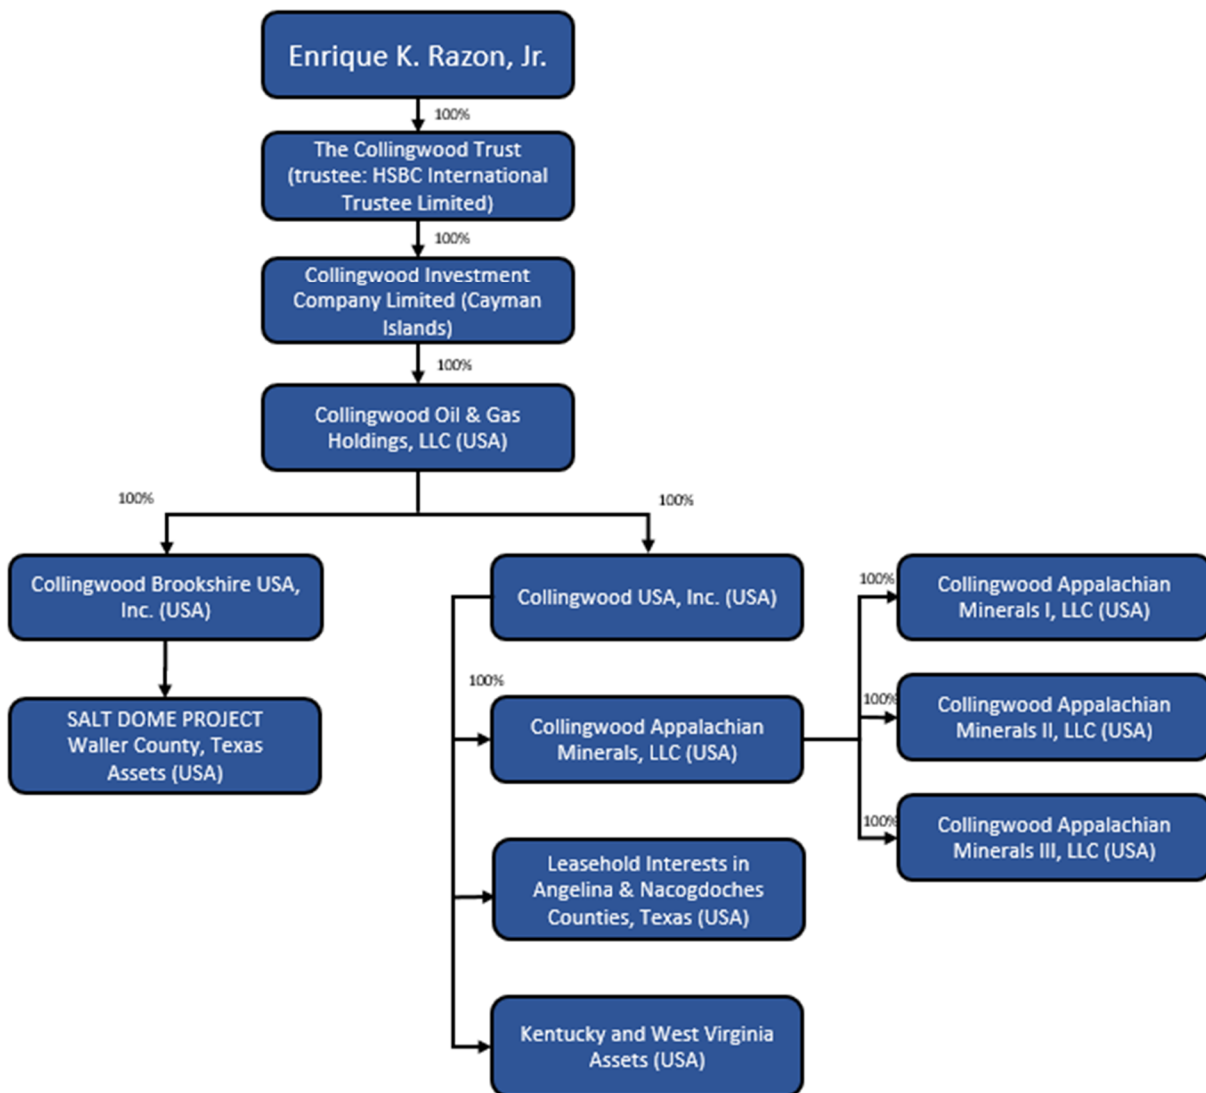 Enrique K. Razon, Jr.
100%
The Collingwood Trust
(trustee: HSBC International
Trustee Limited)
100%
Collingwood Investment
Company Limited (Cayman
Islands)
100%
Collingwood Oil & Gas
Holdings, LLC (USA)
100%
100%
Collingwood Brookshire USA,
Inc. (USA)
SALT DOME PROJECT
Waller County, Texas
Assets (USA)
Collingwood USA, Inc. (USA)
100%
Collingwood Appalachian
Minerals, LLC (USA)
Leasehold Interests in
Angelina & Nacogdoches
Counties, Texas (USA)
Kentucky and West Virginia
Assets (USA)
100%
Collingwood Appalachian
Minerals I, LLC (USA)
100%
Collingwood Appalachian
Minerals II, LLC (USA)
100%
Collingwood Appalachian
Minerals III, LLC (USA)